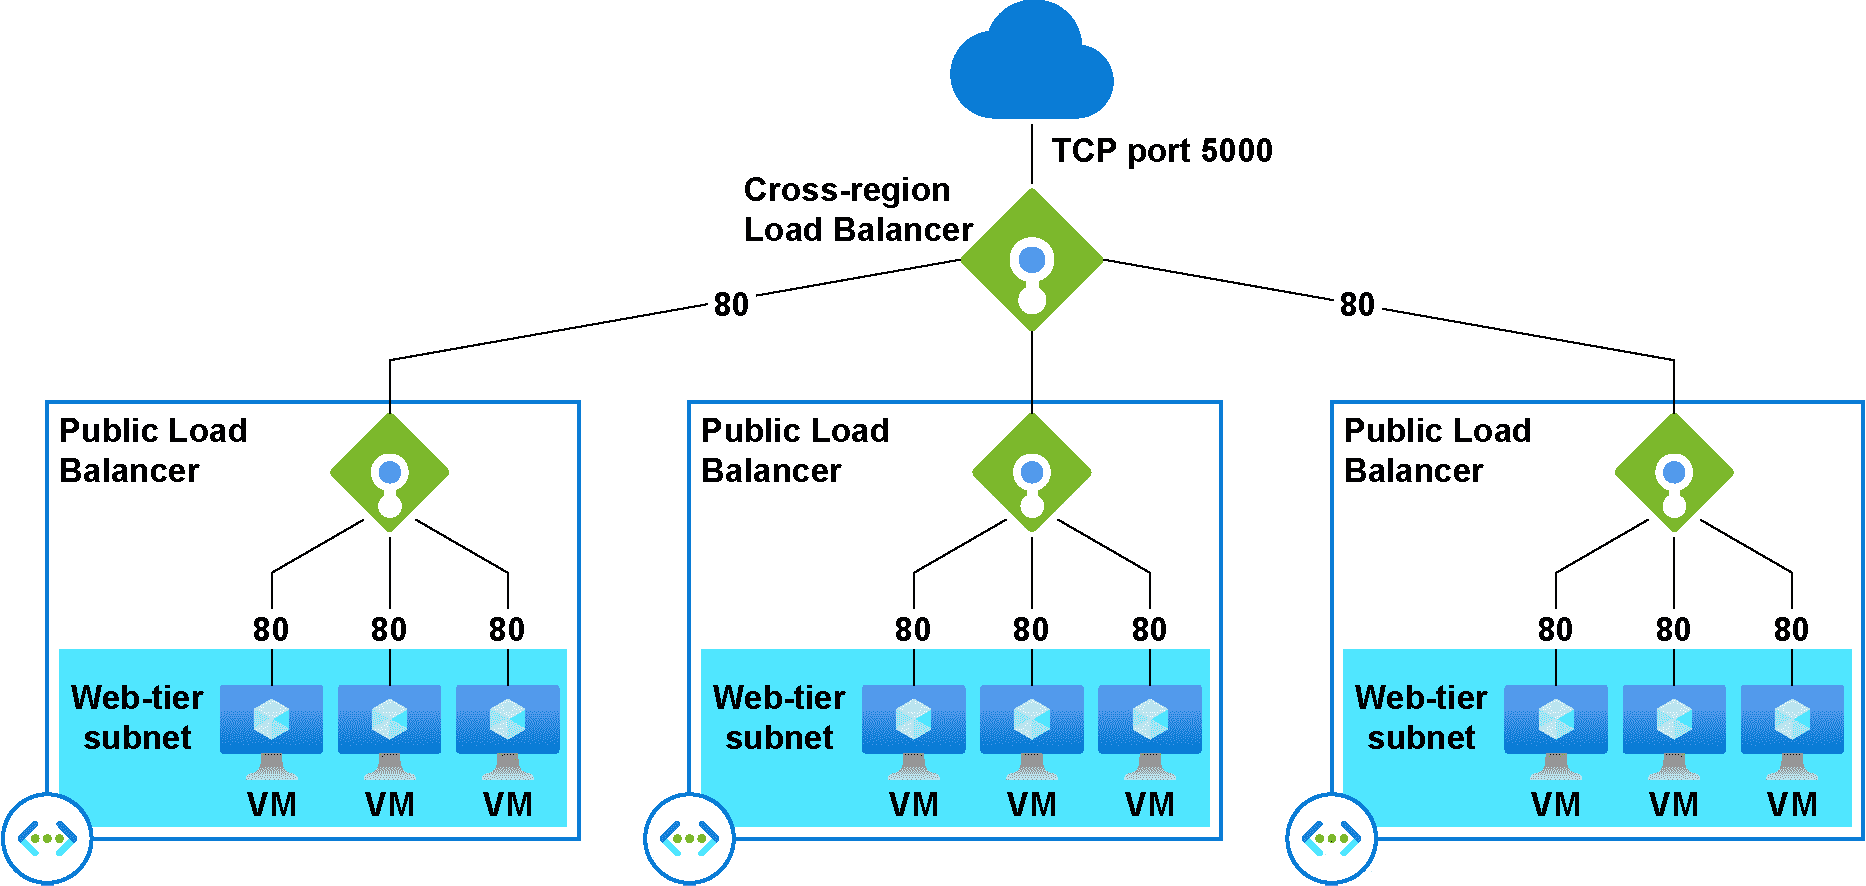 TCP port 5000
Cross-region
Load Balancer
80
80
Public Load
Balancer
80 80 80
Web-tier
subnet
VM VM VM
Public Load
Balancer
80 80 80
Web-tier
subnet
VM VM VM
Public Load
Balancer
80 80 80
Web-tier
subnet
VM VM VM